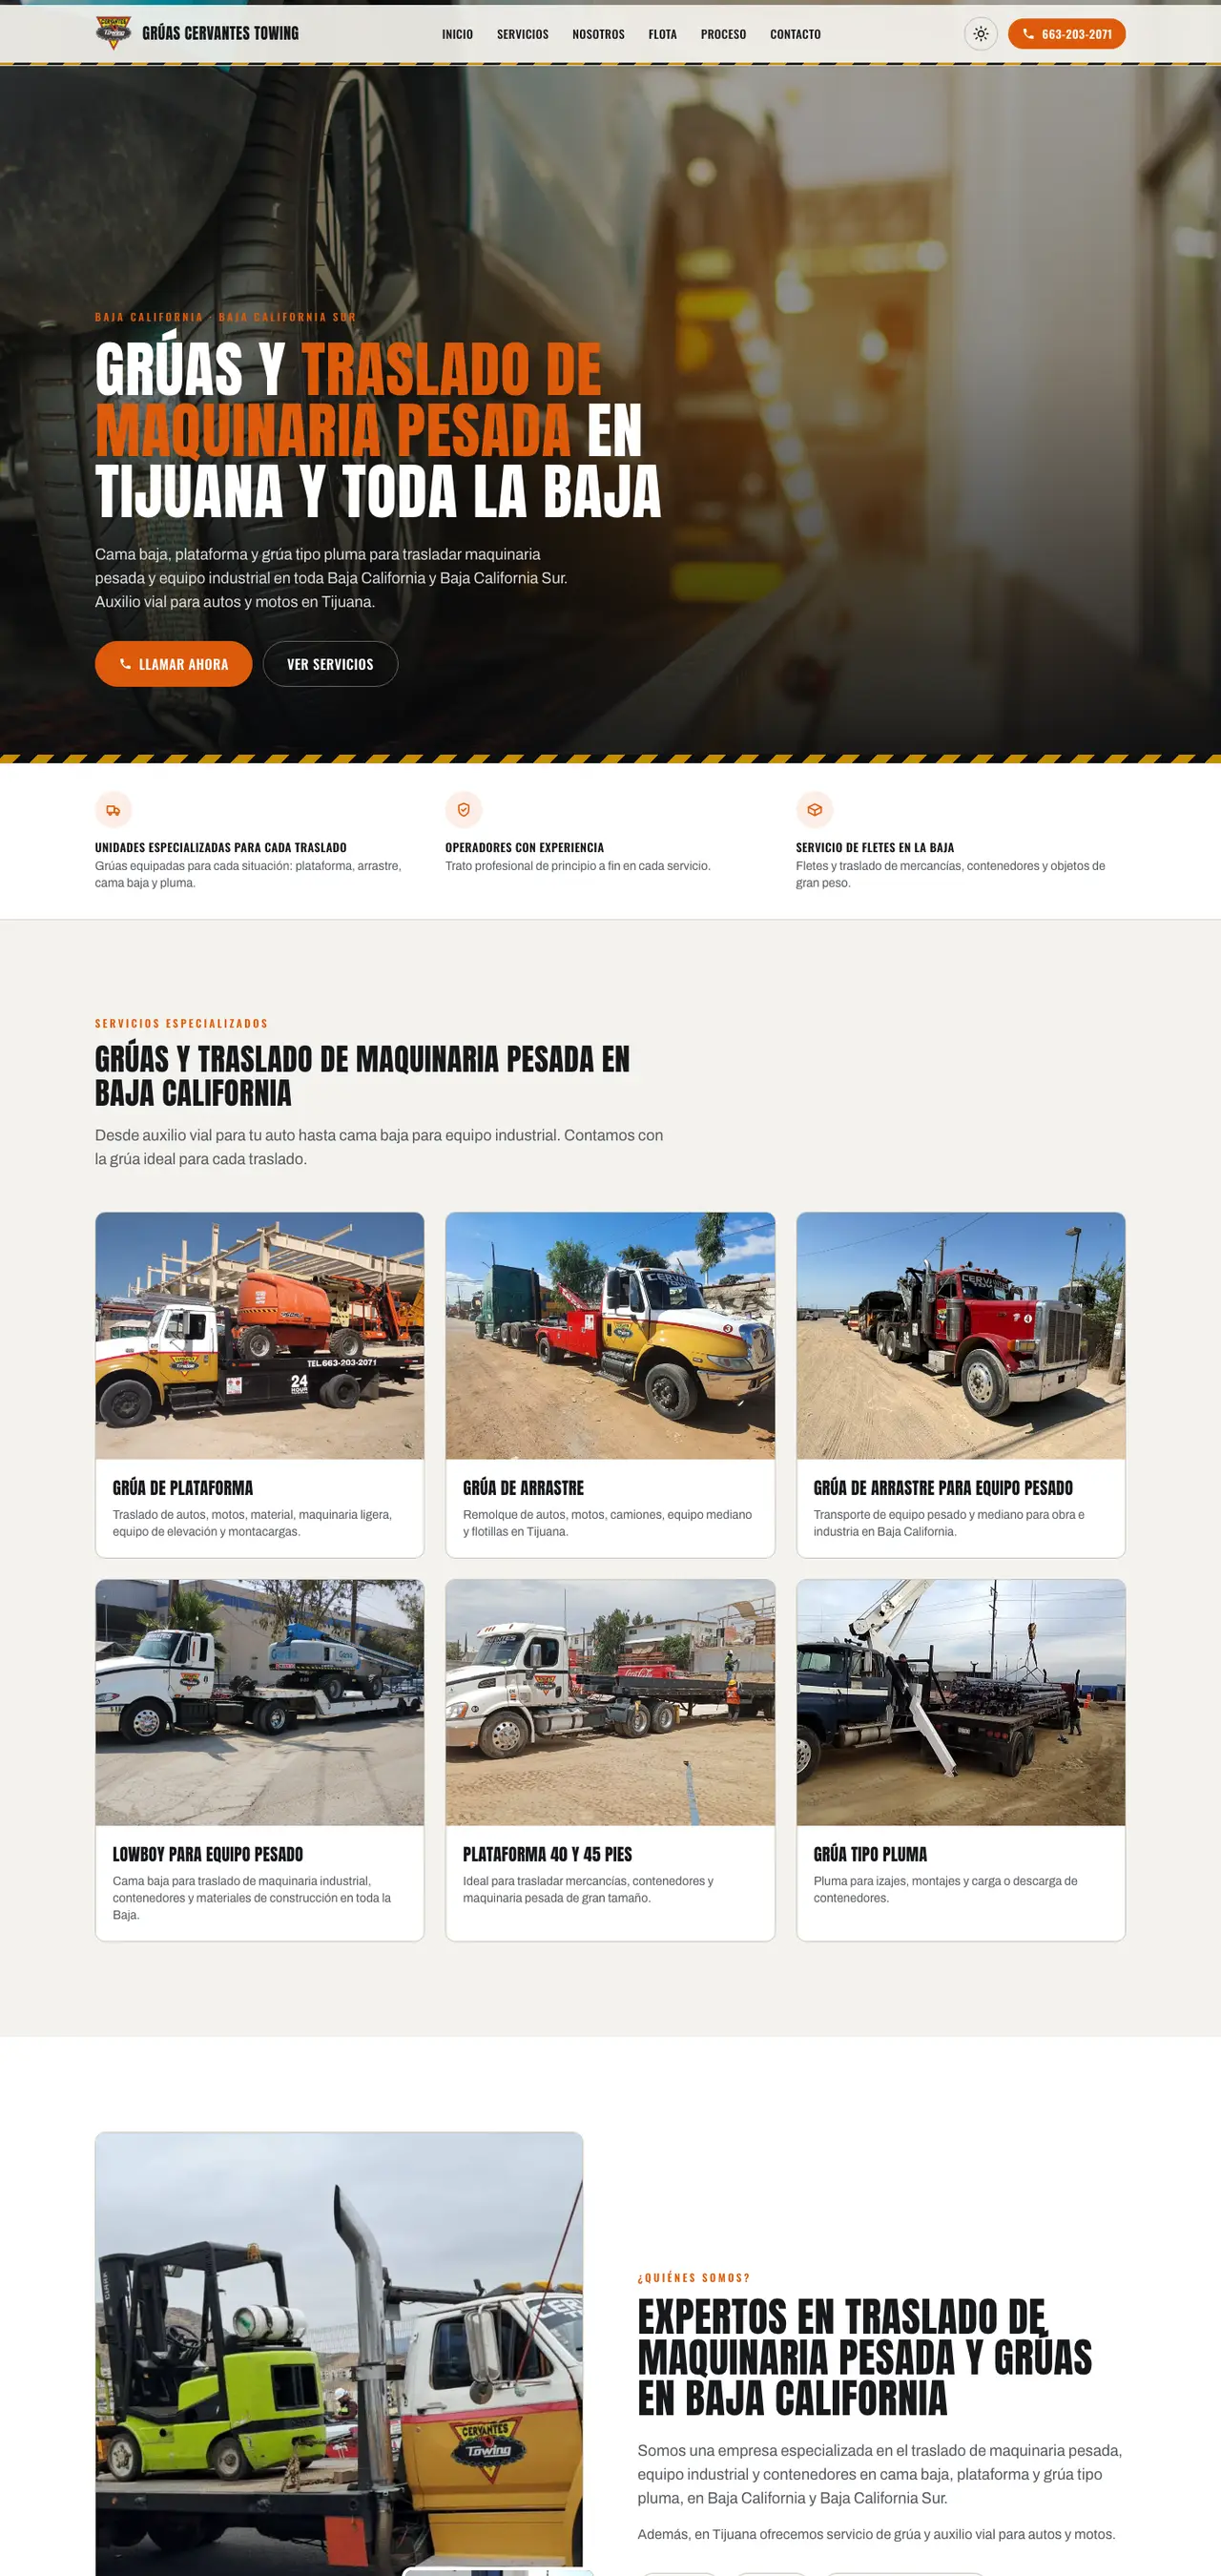 CERVANTES
Towing
GRÚAS CERVANTES TOWING
INICIO
SERVICIOS
NOSOTROS
FLOTA
PROCESO
CONTACTO
663-203-2071
BAJA CALIFORNIA BAJA CALIFORNIA SUR
GRÚAS Y TRASLADO DE
MAQUINARIA PESADA EN
TIJUANA Y TODA LA BAJA
Cama baja, plataforma y grúa tipo pluma para trasladar maquinaria
pesada y equipo industrial en toda Baja California y Baja California Sur.
Auxilio vial para autos y motos en Tijuana.
LLAMAR AHORA
VER SERVICIOS
UNIDADES ESPECIALIZADAS PARA CADA TRASLADO
Grúas equipadas para cada situación: plataforma, arrastre,
cama baja y pluma.
OPERADORES CON EXPERIENCIA
Trato profesional de principio a fin en cada servicio.
SERVICIO DE FLETES EN LA BAJA
Fletes y traslado de mercancías, contenedores y objetos de
gran peso.
SERVICIOS ESPECIALIZADOS
GRÚAS Y TRASLADO DE MAQUINARIA PESADA EN
BAJA CALIFORNIA
Desde auxilio vial para tu auto hasta cama baja para equipo industrial. Contamos con
la grúa ideal para cada traslado.
TEL.663-203-2071
24
HOUR
GRÚA DE PLATAFORMA
Traslado de autos, motos, material, maquinaria ligera,
equipo de elevación y montacargas.
GRÚA DE ARRASTRE
Remolque de autos, motos, camiones, equipo mediano
y flotillas en Tijuana.
GRÚA DE ARRASTRE PARA EQUIPO PESADO
Transporte de equipo pesado y mediano para obra e
industria en Baja California.
Genie
Coca-Cola
LOWBOY PARA EQUIPO PESADO
Cama baja para traslado de maquinaria industrial,
contenedores y materiales de construcción en toda la
Baja.
PLATAFORMA 40 Y 45 PIES
Ideal para trasladar mercancías, contenedores y
maquinaria pesada de gran tamaño.
GRÚA TIPO PLUMA
Pluma para izajes, montajes y carga o descarga de
contenedores.
CLARK
CERVANTES
Towing
¿QUIÉNES SOMOS?
EXPERTOS EN TRASLADO DE
MAQUINARIA PESADA Y GRÚAS
EN BAJA CALIFORNIA
Somos una empresa especializada en el traslado de maquinaria pesada,
equipo industrial y contenedores en cama baja, plataforma y grúa tipo
pluma, en Baja California y Baja California Sur.
Además, en Tijuana ofrecemos servicio de grúa y auxilio vial para autos y motos.